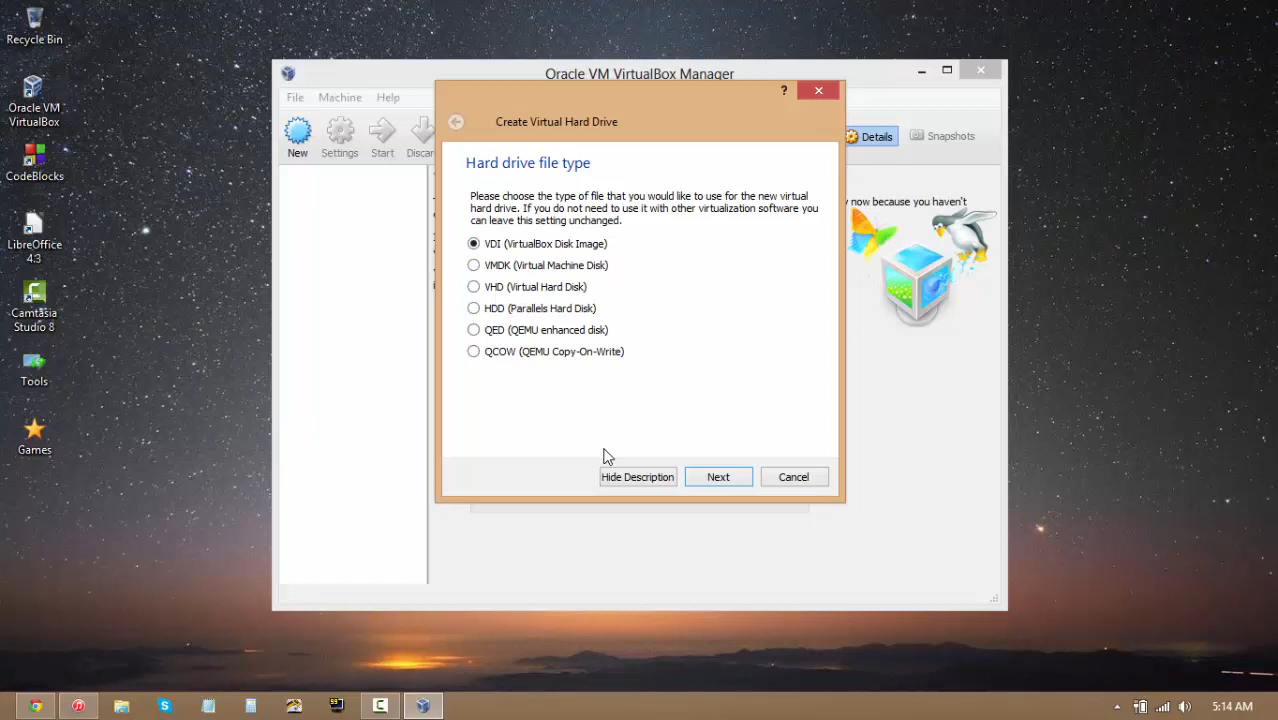 Recycle Bin
Oracle VM
VirtualBox
CodeBlocks
LibreOffice
4.3
Camtasia
Studio 8
Tools
Games
Oracle VM VirtualBox Manager
File Machine Help
New Settings Start Discar
Details Snapshots
y now because you haven't
?
Create Virtual Hard Drive
Hard drive file type
Please choose the type of file that you would like to use for the new virtual
hard drive. If you do not need to use it with other virtualization software you
can leave this setting unchanged.
VDI (VirtualBox Disk Image)
VMDK (Virtual Machine Disk)
VHD (Virtual Hard Disk)
HDD (Parallels Hard Disk)
QED (QEMU enhanced disk)
QCOW (QEMU Copy-On-Write)
Hide Description Next Cancel
5:14 AM